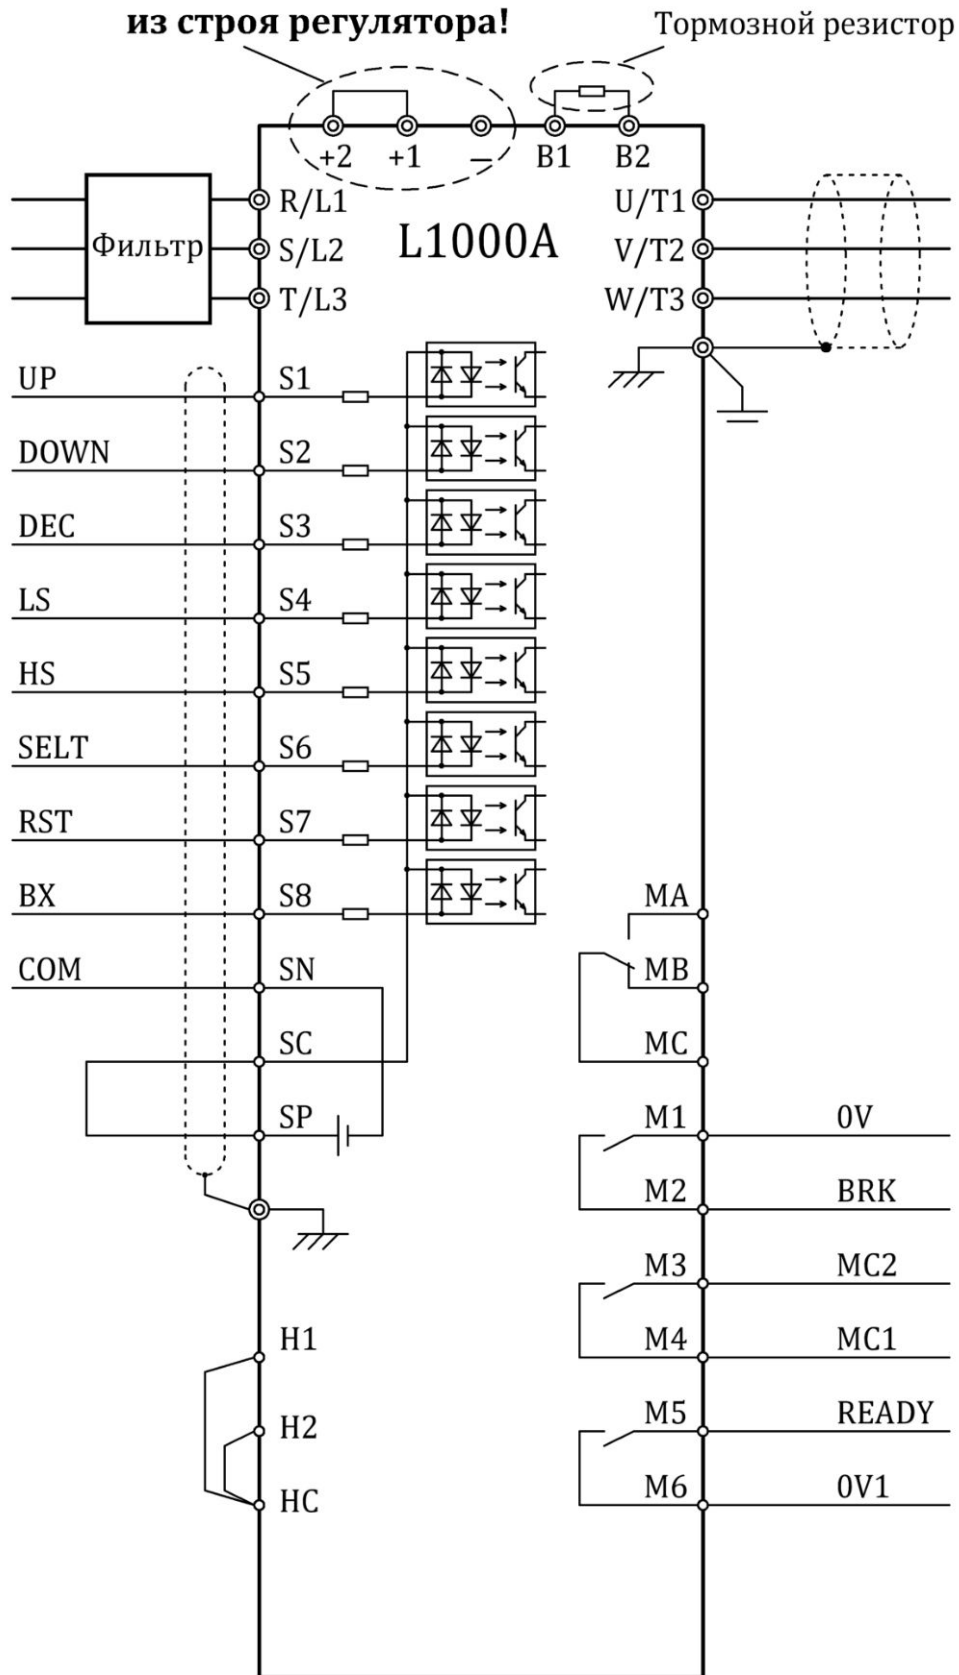 из строя регулятора!
Тормозной резистор
+2 +1 – B1 B2
R/L1 U/T1
Фильтр S/L2 L1000A V/T2
T/L3 W/T3
UP S1
DOWN S2
DEC S3
LS S4
HS S5
SELT S6
RST S7
BX S8 MA
COM SN MB
SC MC
SP M1 0V
M2 BRK
M3 MC2
H1 M4 MC1
H2 M5 READY
HC M6 0V1